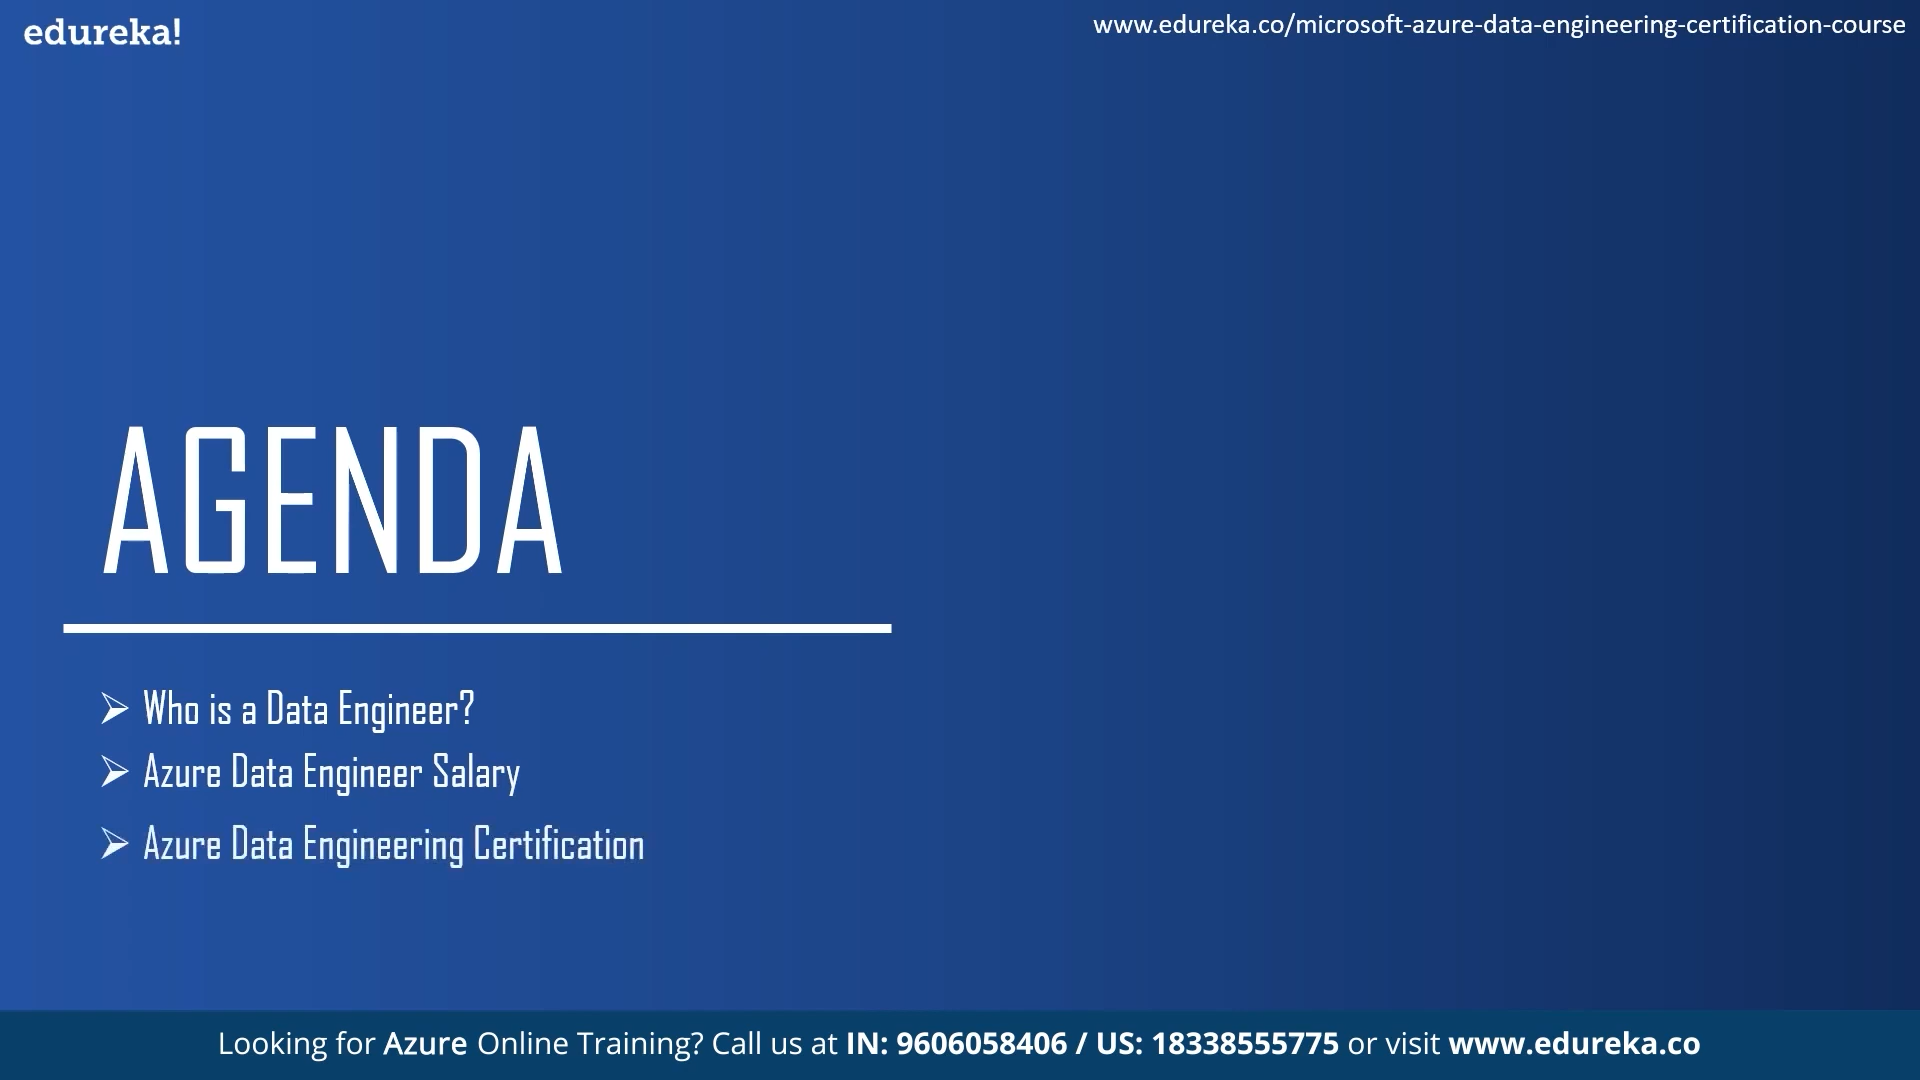 edureka!
www.edureka.co/microsoft-azure-data-engineering-certification-course
AGENDA
➢ Who is a Data Engineer?
➢ Azure Data Engineer Salary
➢ Azure Data Engineering Certification
Looking for Azure Online Training? Call us at IN: 9606058406 / US: 18338555775 or visit www.edureka.co